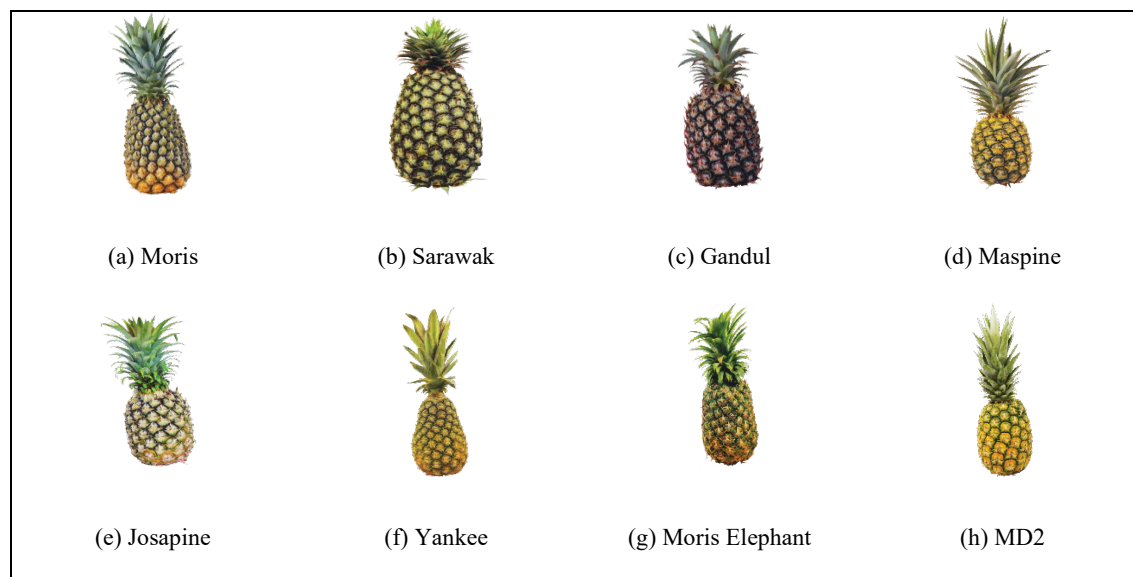 (a) Moris
(b) Sarawak
(c) Gandul
(d) Maspine
(e) Josapine
(f) Yankee
(g) Moris Elephant
(h) MD2